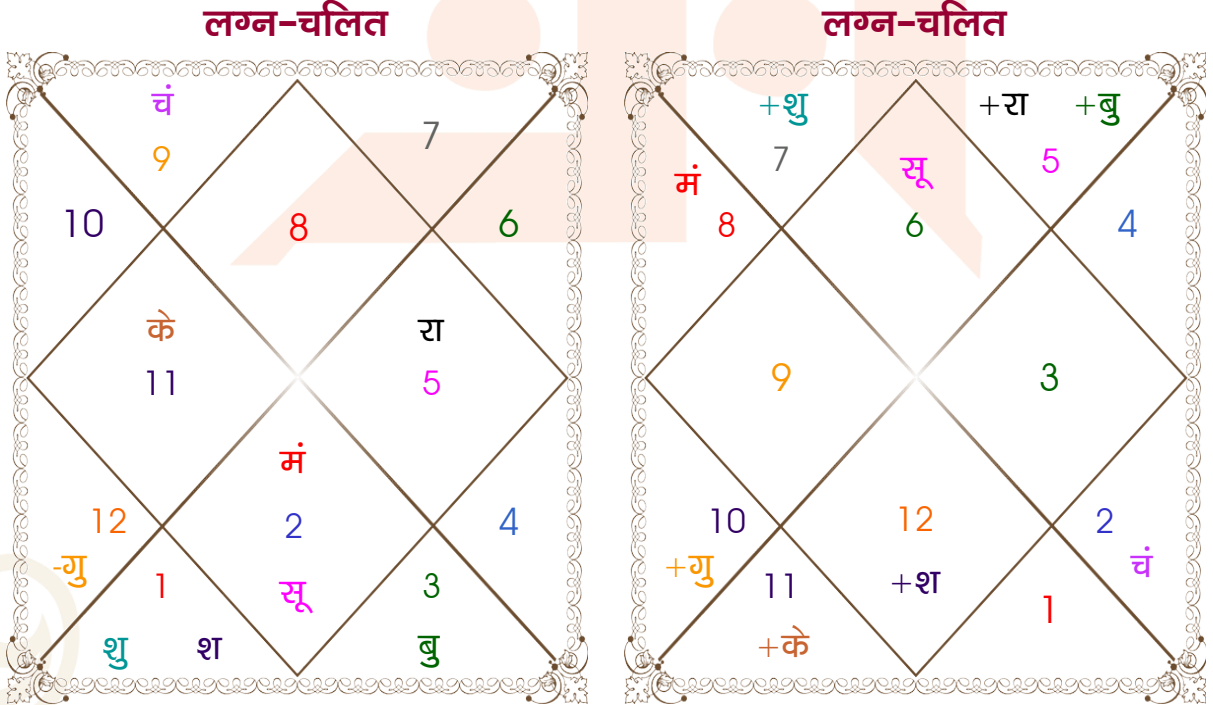 लग्न-चलित
चं
9
7
10
8
6
के
11
रा
5
मं
2
सू
12
-गु
1
शु श
4
3
बु
लग्न-चलित
+शु
7
+रा +बु
5
मं
8
सू
6
4
9
3
10
+गु
11
+के
12
+श
2
चं
1